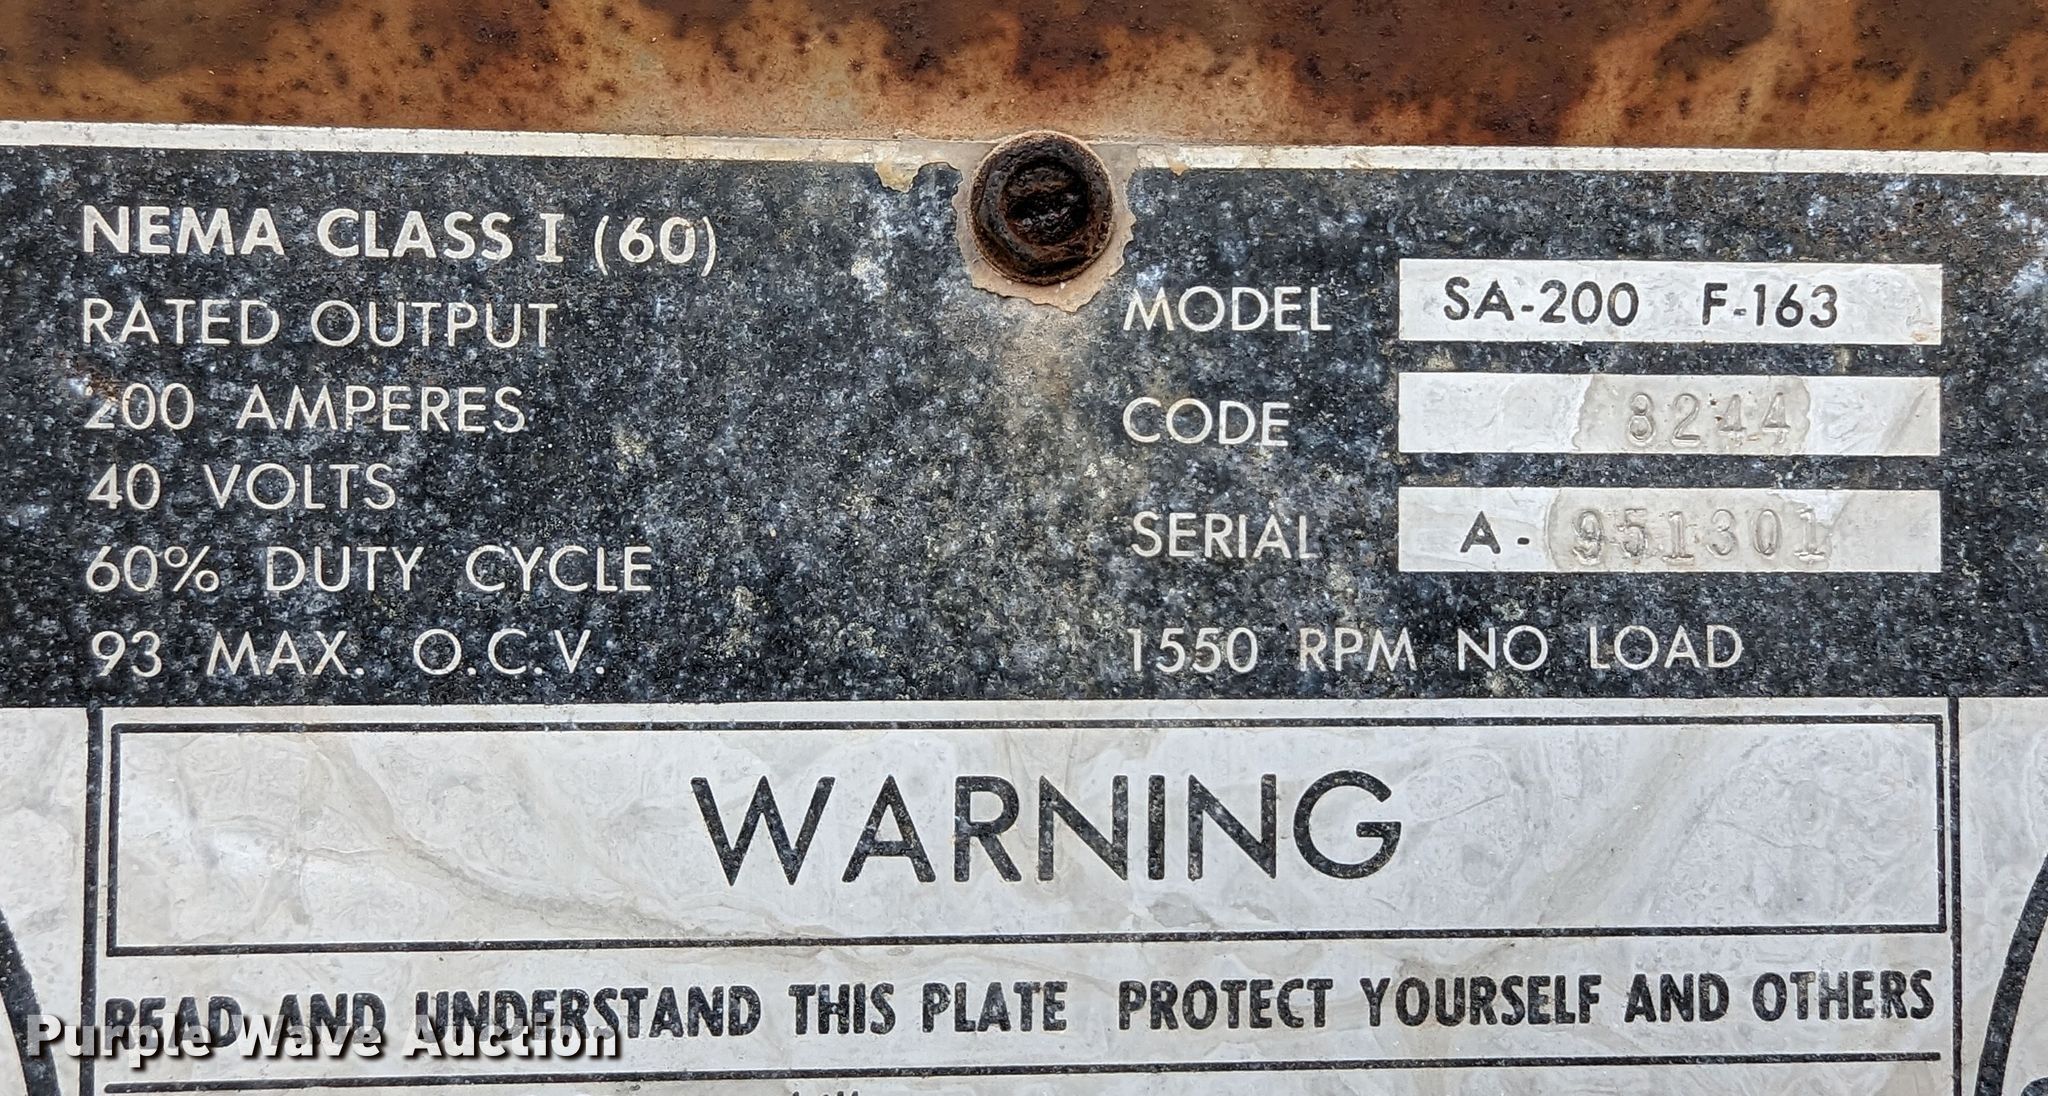 NEMA CLASS I (60)
RATED OUTPUT
200 AMPERES
40 VOLTS
60% DUTY CYCLE
93 MAX. O.C.V.
MODEL SA-200 F-163
CODE 8244
SERIAL A-951301
1550 RPM NO LOAD
WARNING
READ AND UNDERSTAND THIS PLATE PROTECT YOURSELF AND OTHERS
Purple Wave Auction